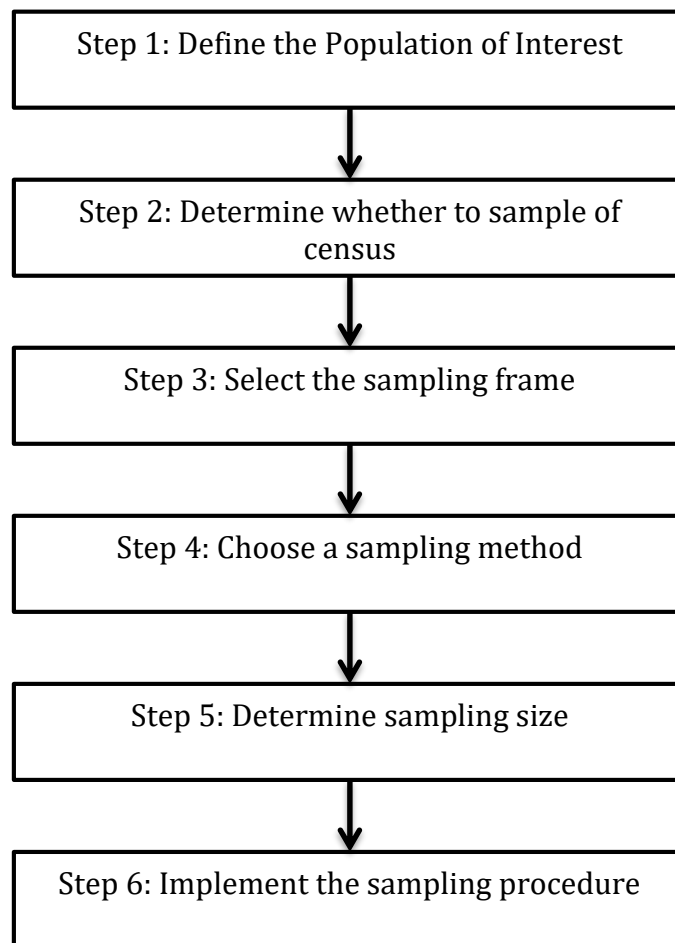 Step 1: Define the Population of Interest
Step 2: Determine whether to sample of
census
Step 3: Select the sampling frame
Step 4: Choose a sampling method
Step 5: Determine sampling size
Step 6: Implement the sampling procedure